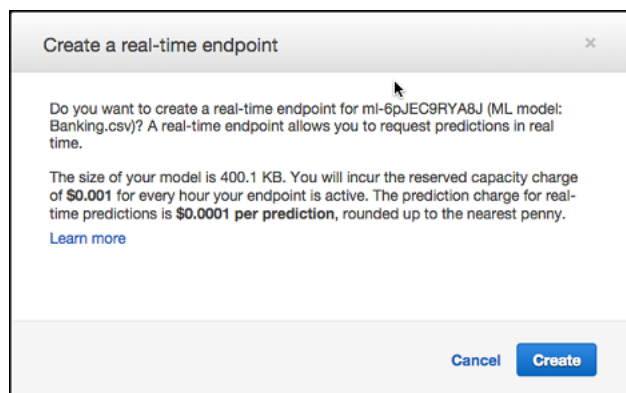 Create a real-time endpoint
×
Do you want to create a real-time endpoint for ml-6pJEC9RYA8J (ML model:
Banking.csv)? A real-time endpoint allows you to request predictions in real
time.
The size of your model is 400.1 KB. You will incur the reserved capacity charge
of $0.001 for every hour your endpoint is active. The prediction charge for real-
time predictions is $0.0001 per prediction, rounded up to the nearest penny.
Learn more
Cancel
Create